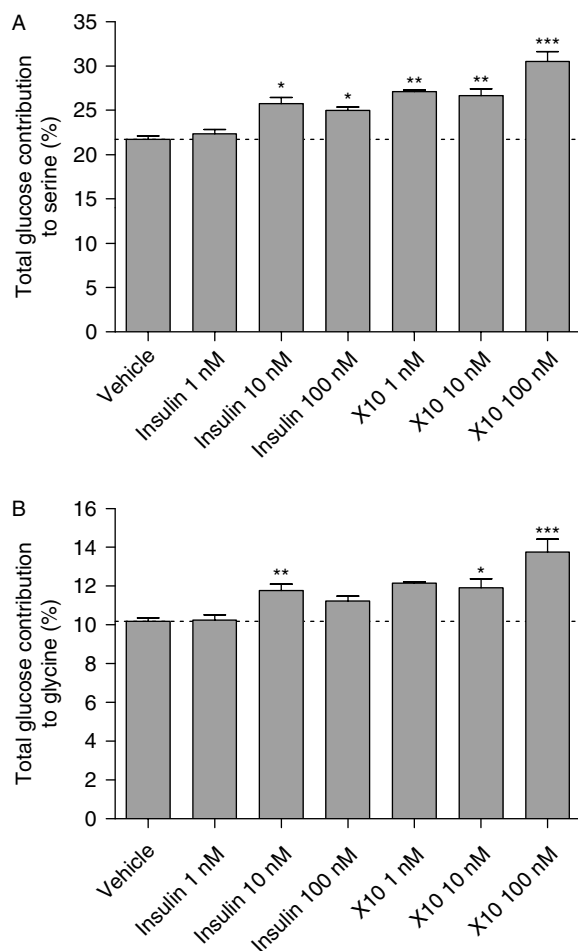 A
Total glucose contribution
to serine (%)
35
30
25
20
15
10
5
0
*
*
**
**
***
Vehicle
Insulin 1 nM
Insulin 10 nM
Insulin 100 nM
X10 1 nM
X10 10 nM
X10 100 nM
B
Total glucose contribution
to glycine (%)
16
14
12
10
8
6
4
2
0
**
*
***
Vehicle
Insulin 1 nM
Insulin 10 nM
Insulin 100 nM
X10 1 nM
X10 10 nM
X10 100 nM